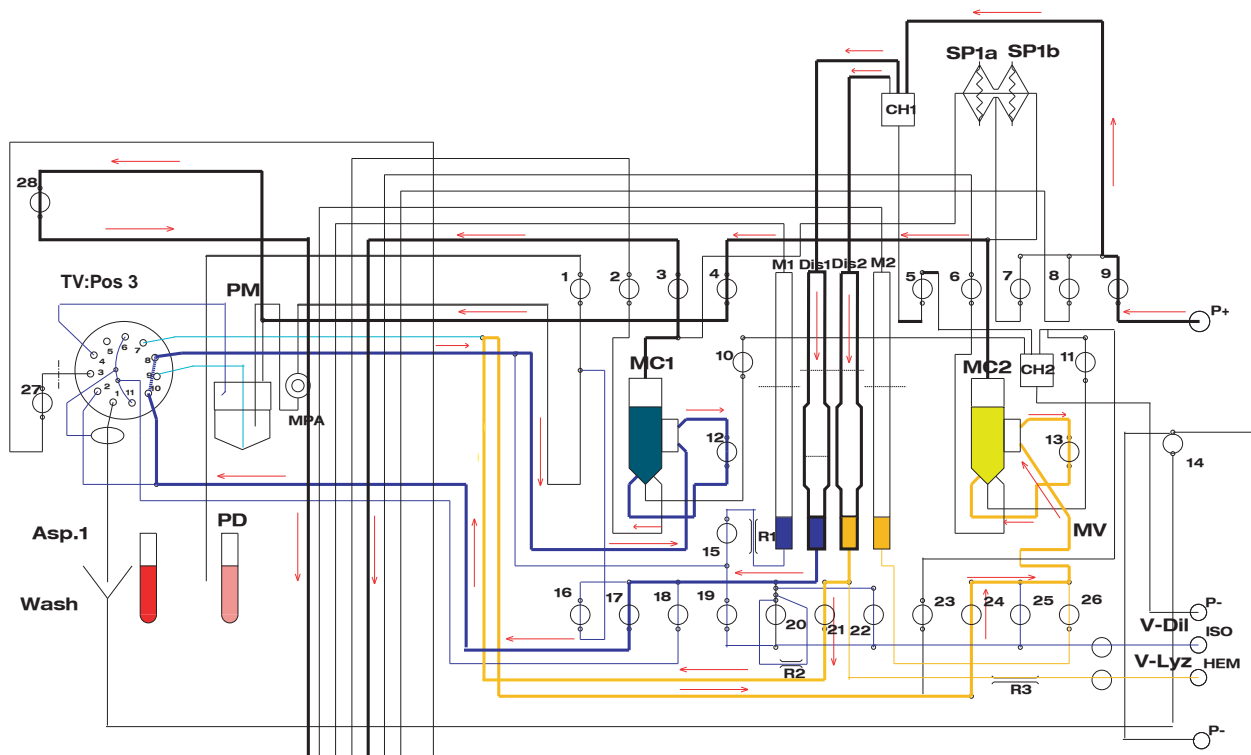 SP1a SP1b
CH1
28
TV:Pos 3
PM
1
2
3
4
M1 Dis1 Dis2 M2
5
6
7
8
9
P+
6
7
5
8
4
3
9
2
10
1
11
27
MPA
MC1
10
MC2
CH2
11
12
13
14
Asp.1
PD
Wash
15
R1
MV
16
17
18
19
20
21
22
23
24
25
26
P-
V-Dil
ISO
V-Lyz
HEM
R2
R3
P-